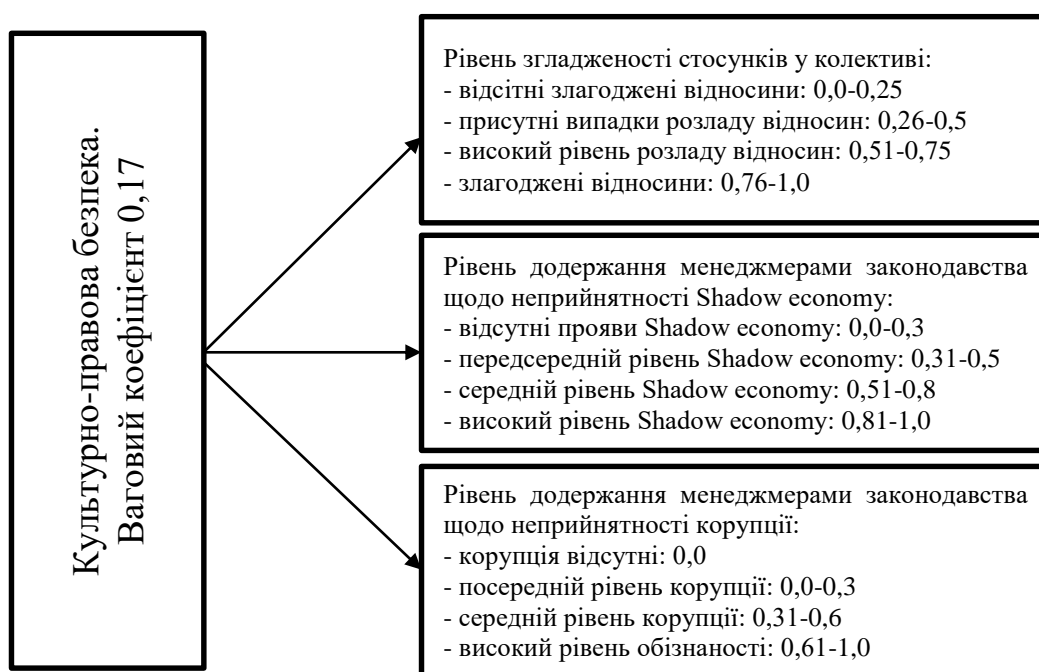 Культурно-правова безпека.
Ваговий коефіцієнт 0,17
Рівень згладженості стосунків у колективі:
- відсітні злагоджені відносини: 0,0-0,25
- присутні випадки розладу відносин: 0,26-0,5
- високий рівень розладу відносин: 0,51-0,75
- злагоджені відносини: 0,76-1,0
Рівень додержання менеджмерами законодавства
щодо неприйнятності Shadow economy:
- відсутні прояви Shadow economy: 0,0-0,3
- передсередній рівень Shadow economy: 0,31-0,5
- середній рівень Shadow economy: 0,51-0,8
- високий рівень Shadow economy: 0,81-1,0
Рівень додержання менеджмерами законодавства
щодо неприйнятності корупції:
- корупція відсутні: 0,0
- посередній рівень корупції: 0,0-0,3
- середній рівень корупції: 0,31-0,6
- високий рівень обізнаності: 0,61-1,0